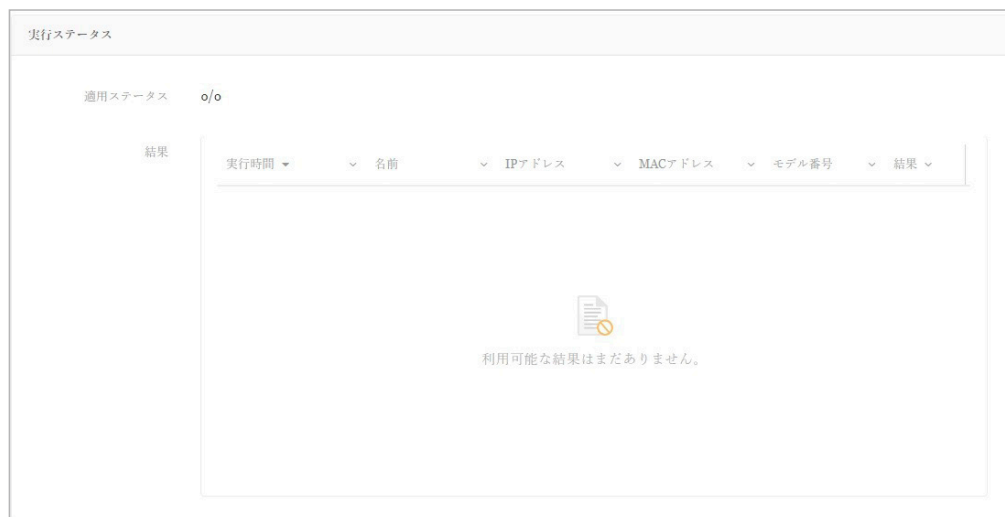 実行ステータス
適用ステータス 0/0
結果
実行時間 名前 IPアドレス MACアドレス モデル番号 結果
利用可能な結果はまだありません。